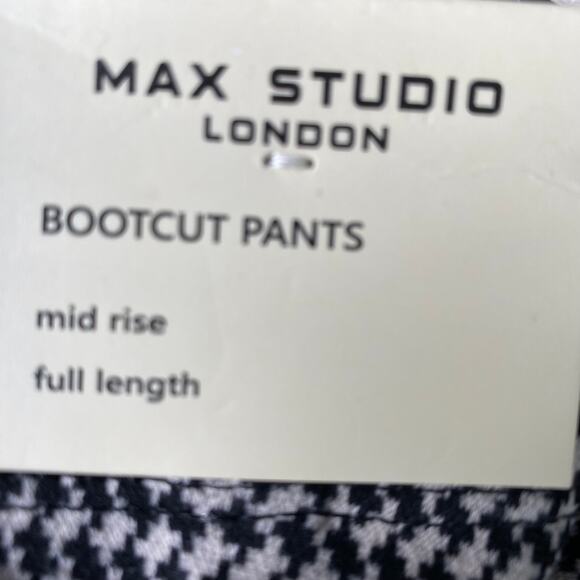 MAX STUDIO
LONDON
BOOTCUT PANTS
mid rise
full length